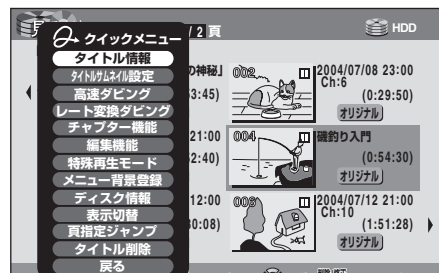 見
クイックメニュー
/ 2 頁
HDD
タイトル情報
タイトルサムネイル設定
高速ダビング
レート変換ダビング
チャプター機能
編集機能
特殊再生モード
メニュー背景登録
ディスク情報
表示切替
頁指定ジャンプ
タイトル削除
戻る
の神秘」
3:45)
002
2004/07/08 23:00
Ch:6
(0:29:50)
オリジナル
21:00
2:40)
004
磯釣り入門
(0:54:30)
オリジナル
12:00
0:08)
006
2004/07/12 21:00
Ch:10
(1:51:28)
オリジナル